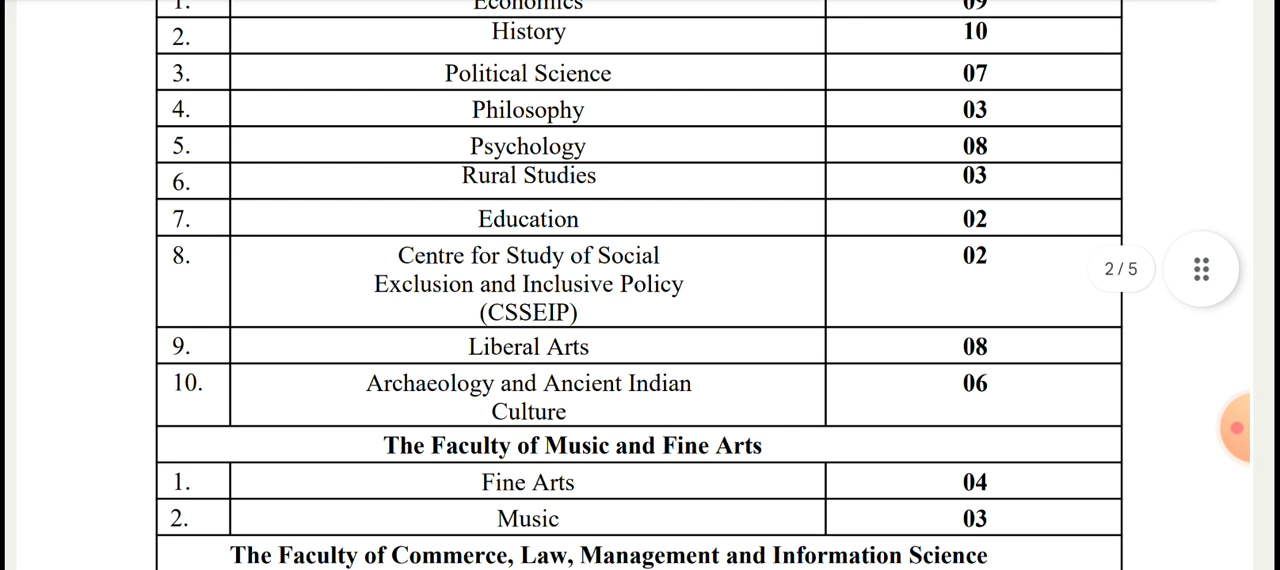 1. Economics 09
2. History 10
3. Political Science 07
4. Philosophy 03
5. Psychology 08
6. Rural Studies 03
7. Education 02
8. Centre for Study of Social 02
Exclusion and Inclusive Policy
(CSSEIP)
2 / 5
9. Liberal Arts 08
10. Archaeology and Ancient Indian 06
Culture
The Faculty of Music and Fine Arts
1. Fine Arts 04
2. Music 03
The Faculty of Commerce, Law, Management and Information Science